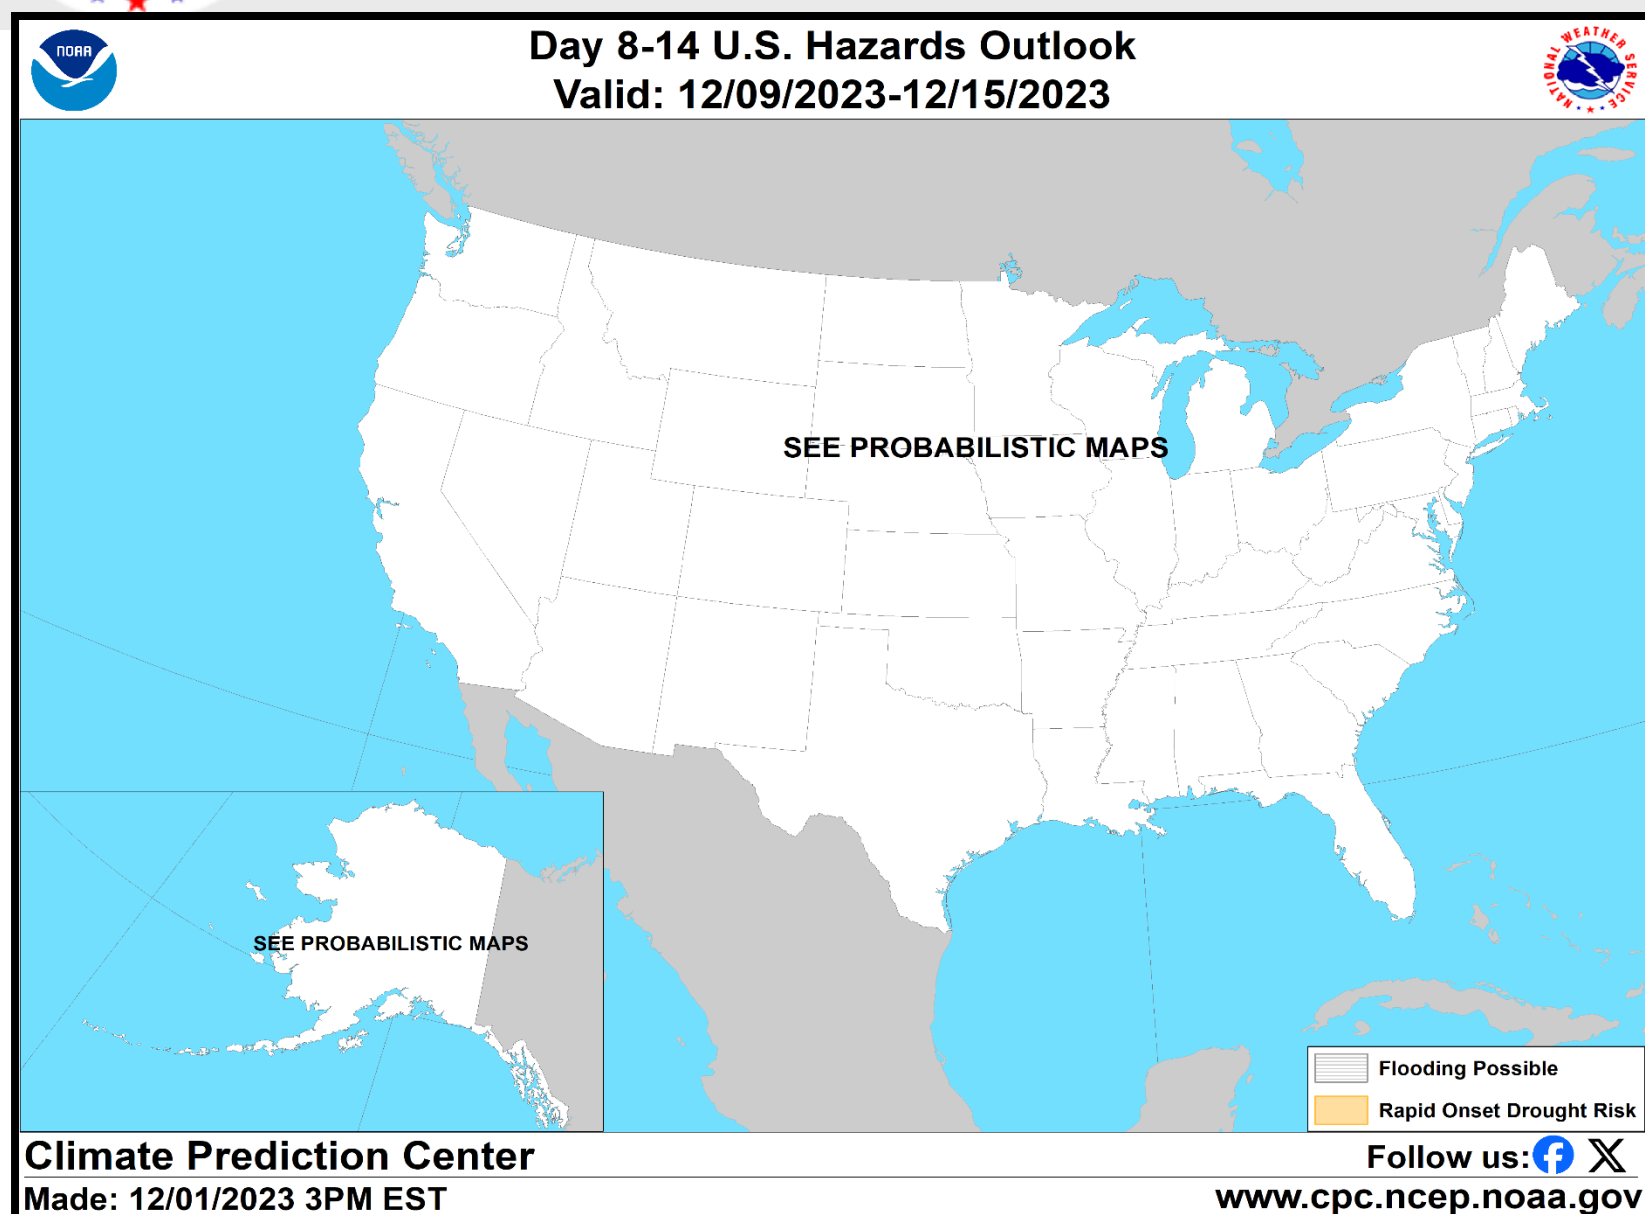 NOAA
Day 8-14 U.S. Hazards Outlook
Valid: 12/09/2023-12/15/2023
NATIONAL WEATHER SERVICE
SEE PROBABILISTIC MAPS
SEE PROBABILISTIC MAPS
Flooding Possible
Rapid Onset Drought Risk
Climate Prediction Center
Follow us:
Made: 12/01/2023 3PM EST
www.cpc.ncep.noaa.gov